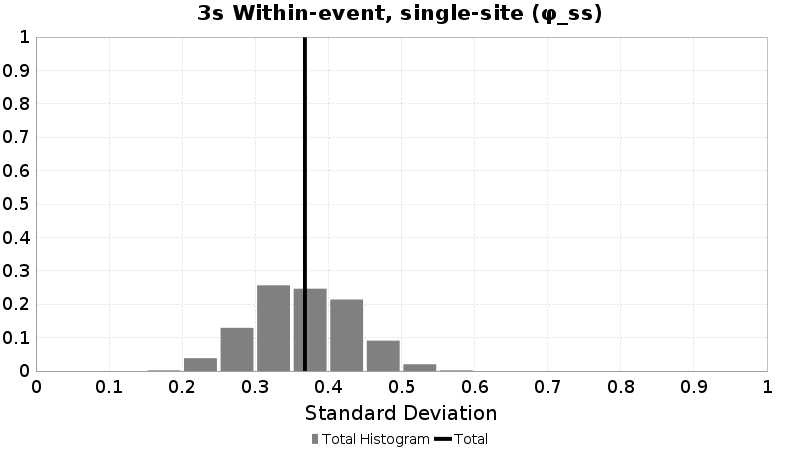 3s Within-event, single-site (φ_ss)
1
0.9
0.8
0.7
0.6
0.5
0.4
0.3
0.2
0.1
0
0 0.1 0.2 0.3 0.4 0.5 0.6 0.7 0.8 0.9 1
Standard Deviation
Total Histogram Total